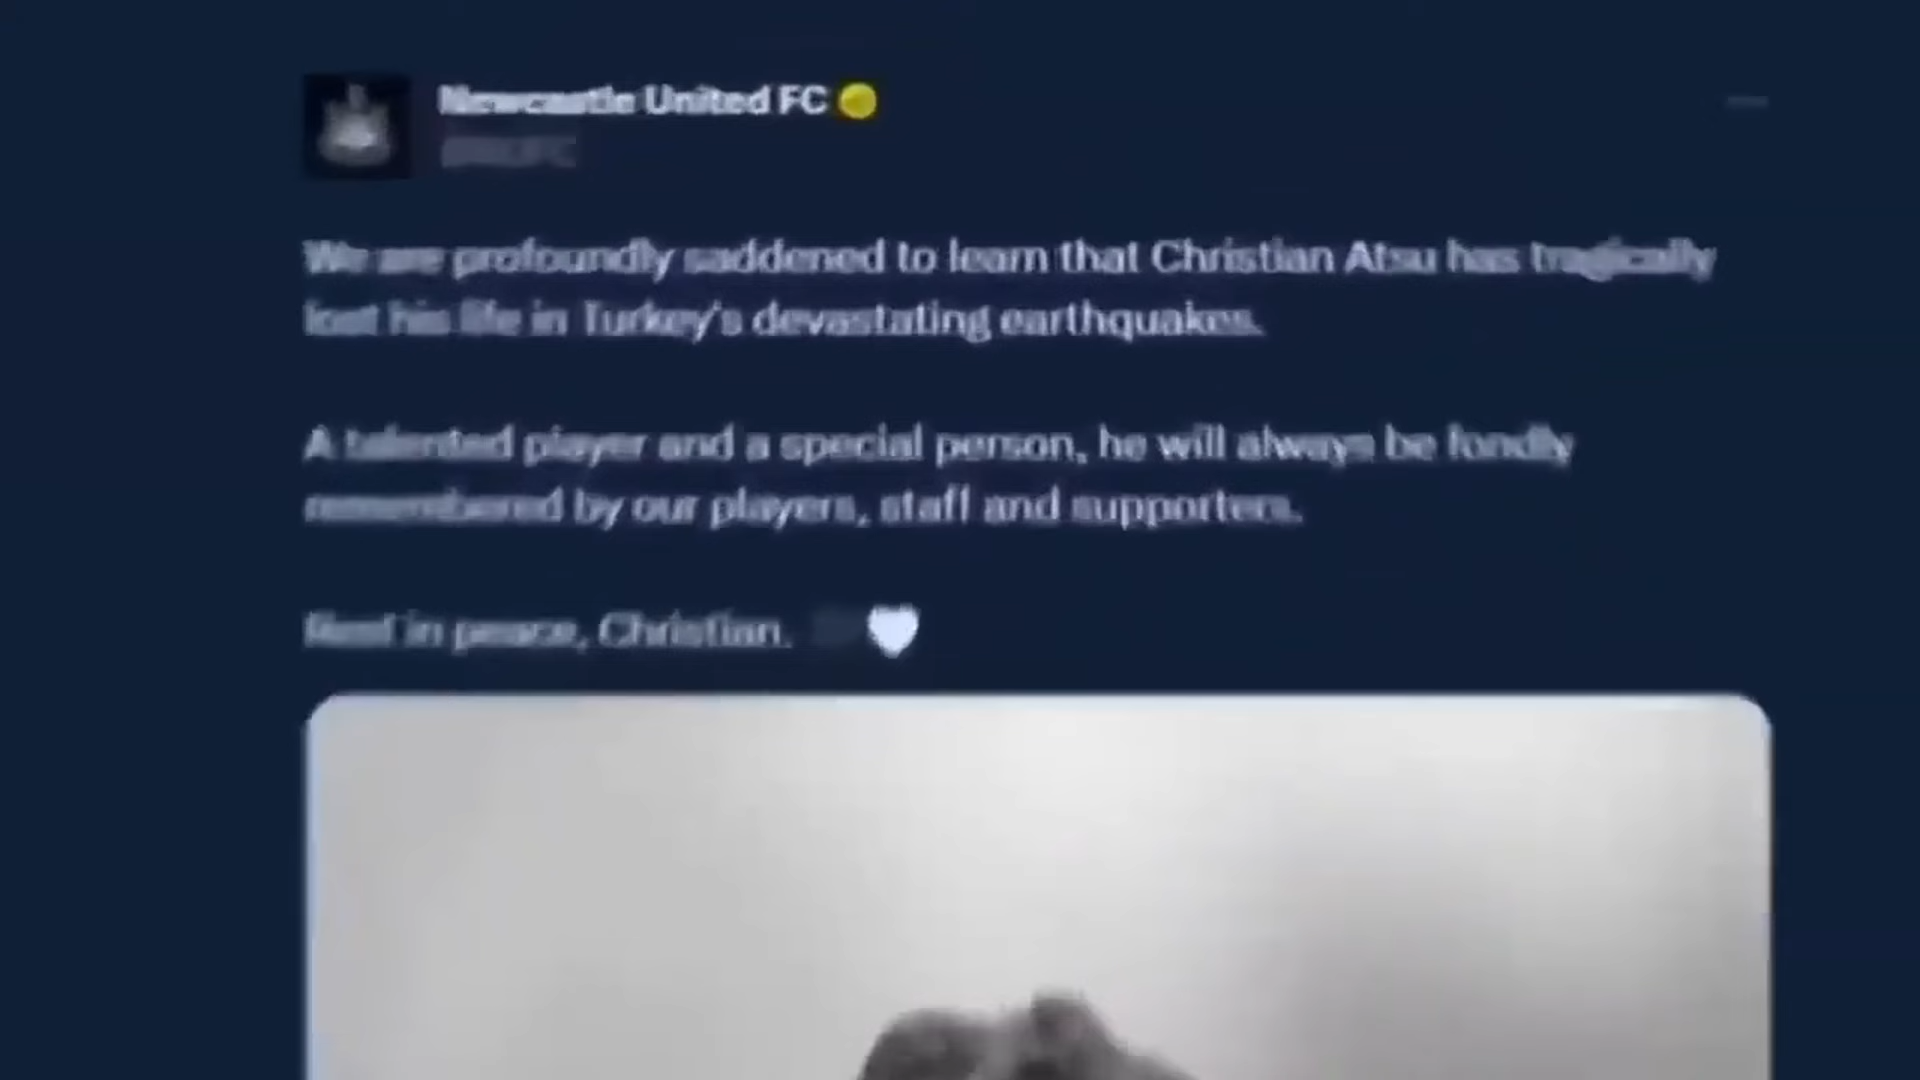 Newcastle United FC
@NUFC
We are profoundly saddened to learn that Christian Atsu has tragically
lost his life in Turkey's devastating earthquakes.
A talented player and a special person, he will always be fondly
remembered by our players, staff and supporters.
Rest in peace, Christian.